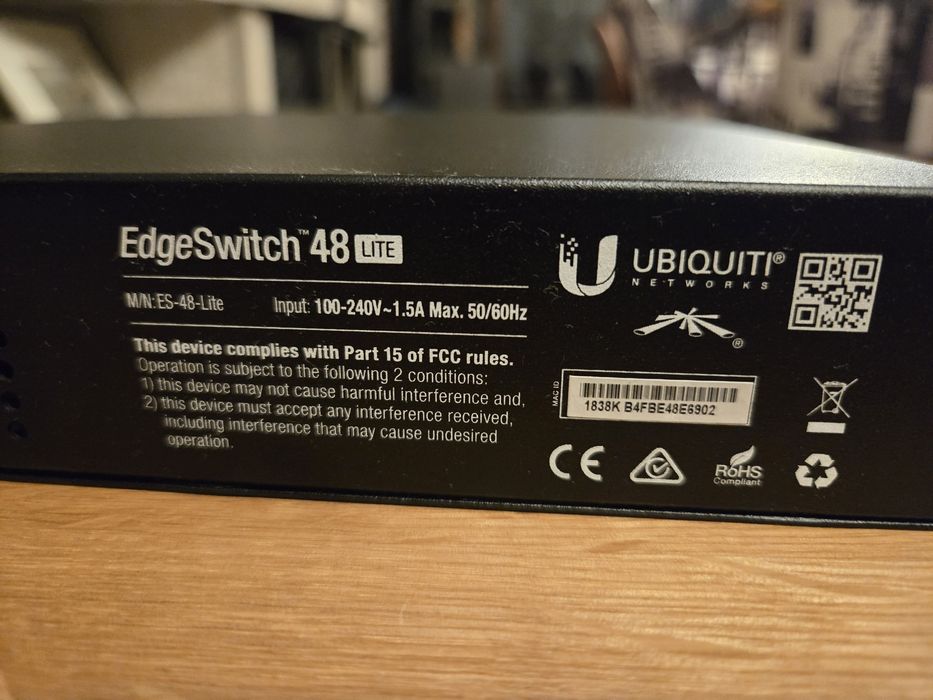 EdgeSwitch™ 48 LITE
M/N:ES-48-Lite Input: 100-240V~1.5A Max. 50/60Hz
This device complies with Part 15 of FCC rules.
Operation is subject to the following 2 conditions:
1) this device may not cause harmful interference and,
2) this device must accept any interference received,
including interference that may cause undesired
operation.
U
UBIQUITI®
NETWORKS
®
MAC ID
1838K B4FBE48E6902
CE
RoHS
Compliant